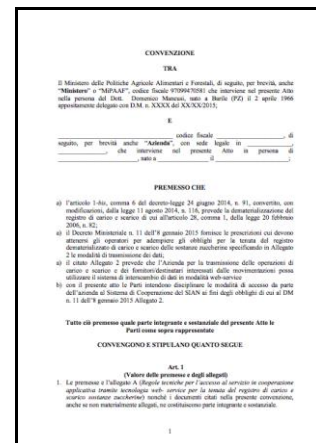 CONVENZIONE
TRA
Il Ministero delle Politiche Agricole Alimentari e Forestali, di seguito, per brevità, anche
"Ministero" o "MiPAAF", codice fiscale 97099470581 che interviene nel presente Atto
nella persona del Dott. Domenico Mancusi, nato a Barile (PZ) il 2 aprile 1966
appositamente delegato con D.M. n. XXXX del XX/XX/2015;
E
codice fiscale , di
seguito, per brevità anche "Azienda", con sede legale in ,
, che interviene nel presente Atto in persona di
, nato a il ;
PREMESSO CHE
a) l'articolo 1-bis, comma 6 del decreto-legge 24 giugno 2014, n. 91, convertito, con
modificazioni, dalla legge 11 agosto 2014, n. 116, prevede la dematerializzazione del
registro di carico e scarico di cui all'articolo 28, comma 1, della legge 20 febbraio
2006, n. 82;
a) il Decreto Ministeriale n. 11 dell'8 gennaio 2015 fornisce le prescrizioni cui devono
attenersi gli operatori per adempiere gli obblighi per la tenuta del registro
dematerializzato di carico e scarico delle sostanze zuccherine specificando in Allegato
2 le modalità di trasmissione dei dati;
a) il citato Allegato 2 prevede che l'Azienda per la trasmissione delle operazioni di
carico e scarico e dei fornitori/destinatari interessati dalle movimentazioni possa
utilizzare il sistema di interscambio di dati in modalità web-service
b) con il presente atto le Parti intendono disciplinare le modalità di accesso da parte
dell'azienda al Sistema di Cooperazione del SIAN ai fini degli obblighi di cui al DM
n. 11 dell'8 gennaio 2015 Allegato 2.
Tutto ciò premesso quale parte integrante e sostanziale del presente Atto le
Parti come sopra rappresentate
CONVENGONO E STIPULANO QUANTO SEGUE
Art. 1
(Valore delle premesse e degli allegati)
1. Le premesse e l'allegato A (Regole tecniche per l'accesso al servizio in cooperazione
applicativa tramite tecnologia web- service per la tenuta del registro di carico e
scarico sostanze zuccherine) nonché i documenti citati nella presente convenzione,
anche se non materialmente allegati, ne costituiscono parte integrante e sostanziale.
1